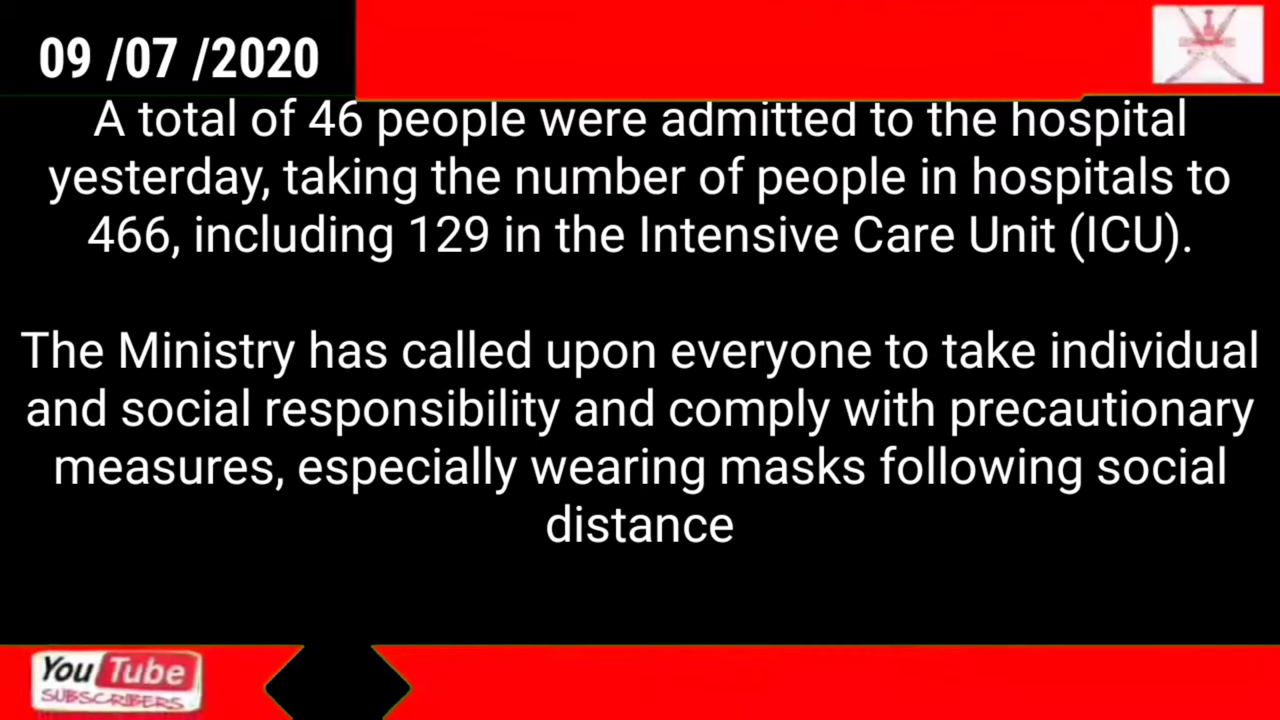 09 /07 /2020
A total of 46 people were admitted to the hospital
yesterday, taking the number of people in hospitals to
466, including 129 in the Intensive Care Unit (ICU).
The Ministry has called upon everyone to take individual
and social responsibility and comply with precautionary
measures, especially wearing masks following social
distance
You Tube
SUBSCRIBERS